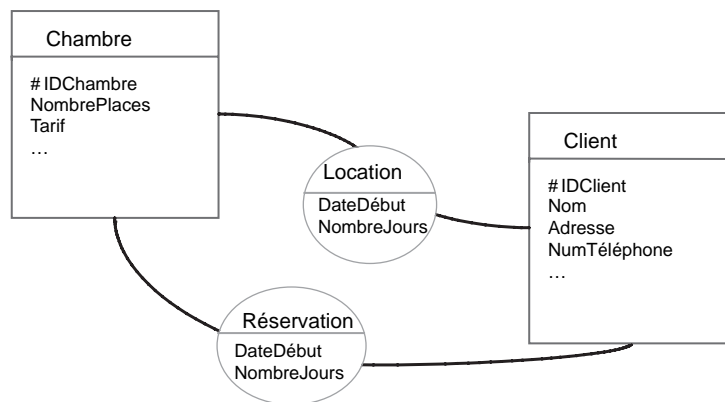 Chambre
# IDChambre
NombrePlaces
Tarif
…
Location
DateDébut
NombreJours
Client
# IDClient
Nom
Adresse
NumTéléphone
…
Réservation
DateDébut
NombreJours